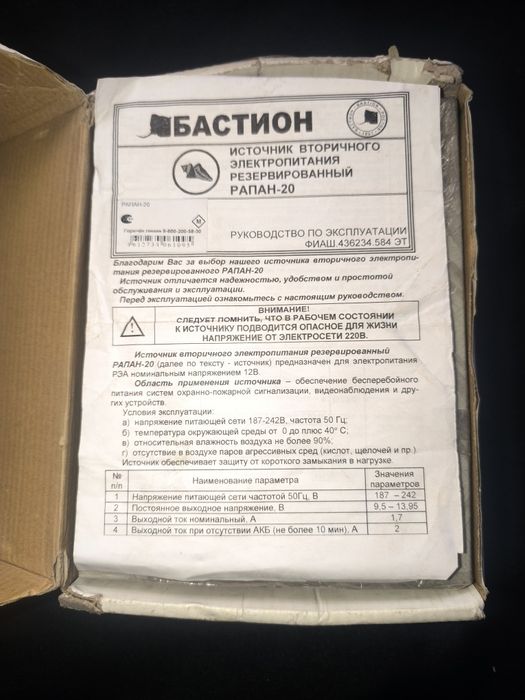 БАСТИОН
ИСТОЧНИК ВТОРИЧНОГО
ЭЛЕКТРОПИТАНИЯ
РЕЗЕРВИРОВАННЫЙ
РАПАН-20
РАПАН-20
Горячая линия 8-800-200-58-30
РУКОВОДСТВО ПО ЭКСПЛУАТАЦИИ
ФИАШ.436234.584 ЭТ
Благодарим Вас за выбор нашего источника вторичного электропи-
тания резервированного РАПАН-20
Источник отличается надежностью, удобством и простотой
обслуживания и эксплуатации.
Перед эксплуатацией ознакомьтесь с настоящим руководством.
ВНИМАНИЕ!
СЛЕДУЕТ ПОМНИТЬ, ЧТО В РАБОЧЕМ СОСТОЯНИИ
К ИСТОЧНИКУ ПОДВОДИТСЯ ОПАСНОЕ ДЛЯ ЖИЗНИ
НАПРЯЖЕНИЕ ОТ ЭЛЕКТРОСЕТИ 220В.
Источник вторичного электропитания резервированный
РАПАН-20 (далее по тексту - источник) предназначен для электропитания
РЭА номинальным напряжением 12В.
Область применения источника – обеспечение бесперебойного
питания систем охранно-пожарной сигнализации, видеонаблюдения и дру-
гих устройств.
Условия эксплуатации:
а) напряжение питающей сети 187-242В, частотой 50 Гц;
б) температура окружающей среды от 0 до плюс 40° С;
в) относительная влажность воздуха не более 90%;
г) отсутствие в воздухе паров агрессивных сред (кислот, щелочей и пр.)
Источник обеспечивает защиту от короткого замыкания в нагрузке.
№ п/п Наименование параметра Значения параметров
1 Напряжение питающей сети частотой 50Гц, В 187 – 242
2 Постоянное выходное напряжение, В 9,5 – 13,95
3 Выходной ток номинальный, А 1,7
4 Выходной ток при отсутствии АКБ (не более 10 мин), А 2